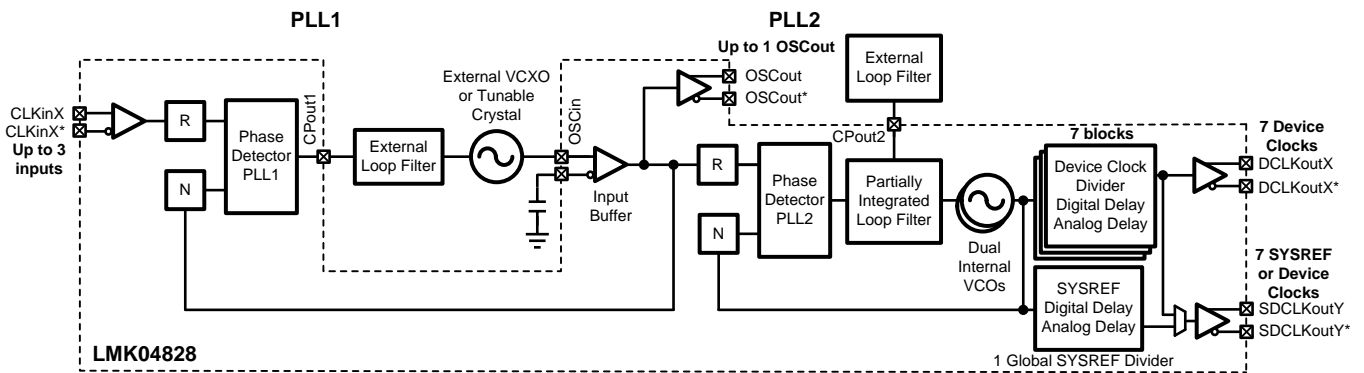 PLL1
PLL2
Up to 1 OSCout
External
Loop Filter
OSCout
OSCout*
External VCXO
or Tunable
Crystal
OSCin
CPout1
CPout2
CLKinX
CLKinX*
Up to 3
inputs
R
N
Phase
Detector
PLL1
External
Loop Filter
Input
Buffer
R
N
Phase
Detector
PLL2
Partially
Integrated
Loop Filter
Dual
Internal
VCOs
7 blocks
Device Clock
Divider
Digital Delay
Analog Delay
7 Device
Clocks
DCLKoutX
DCLKoutX*
SYSREF
Digital Delay
Analog Delay
1 Global SYSREF Divider
7 SYSREF
or Device
Clocks
SDCLKoutY
SDCLKoutY*
LMK04828